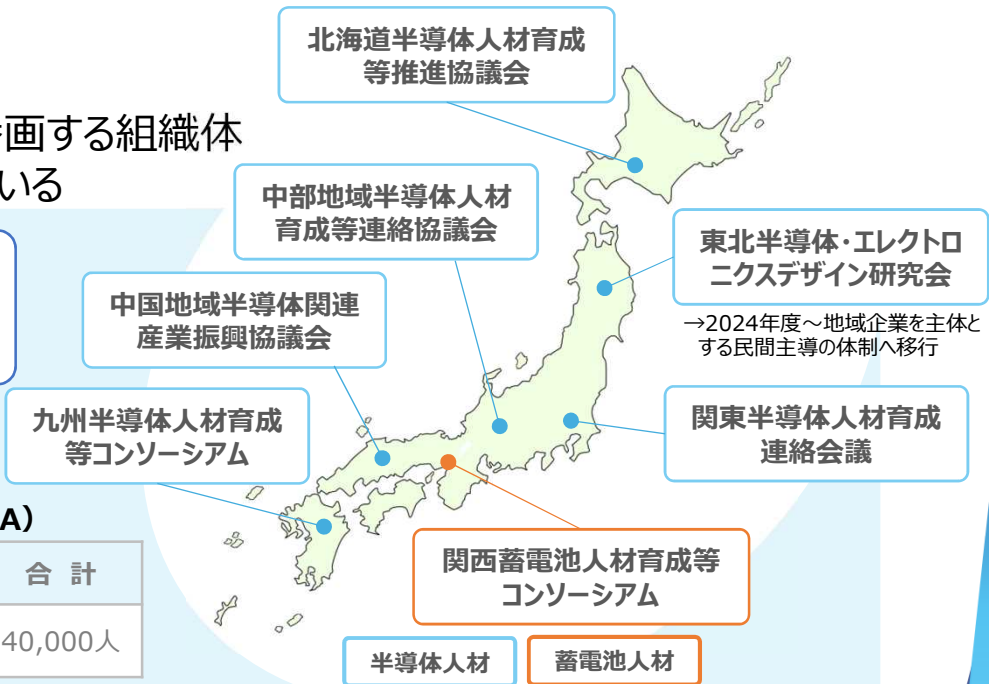 北海道半導体人材育成
等推進協議会
画する組織体
いる
中部地域半導体人材
育成等連絡協議会
東北半導体・エレクトロ
ニクスデザイン研究会
→2024年度～地域企業を主体と
する民間主導の体制へ移行
中国地域半導体関連
産業振興協議会
九州半導体人材育成
等コンソーシアム
関東半導体人材育成
連絡会議
A）
合 計
40,000人
関西蓄電池人材育成等
コンソーシアム
半導体人材
蓄電池人材